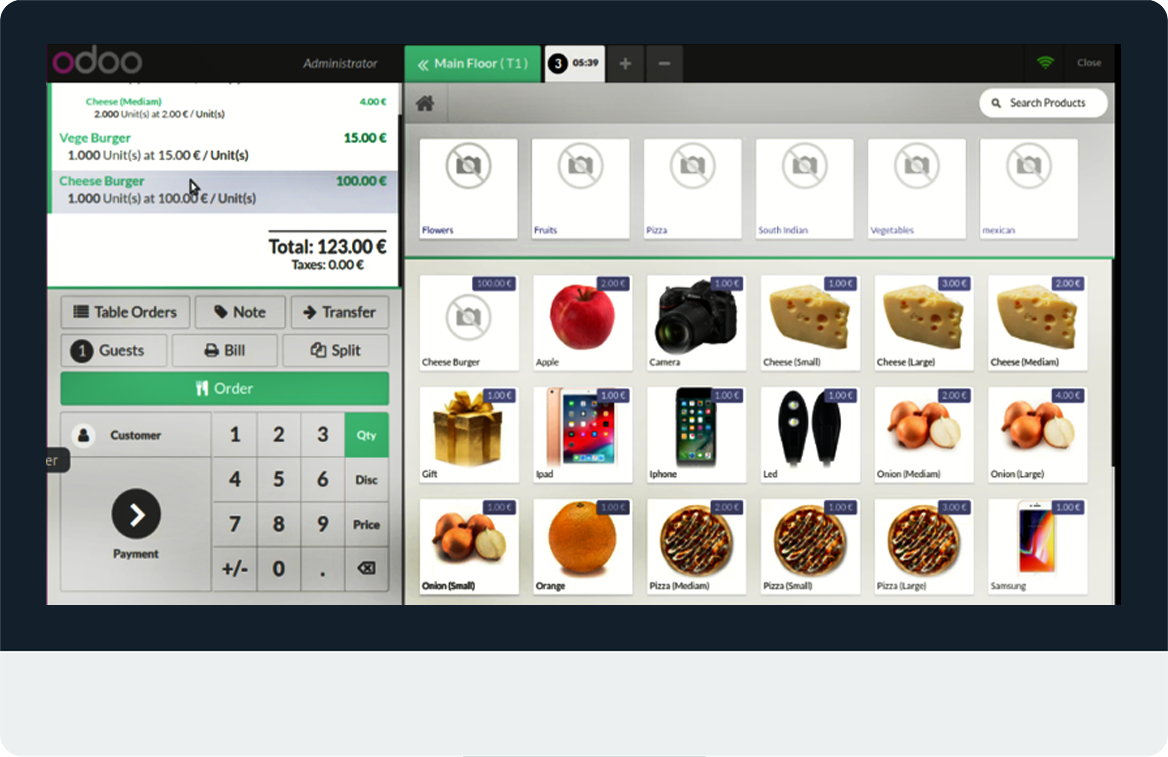 odoo
Administrator
Cheese (Mediam) 4.00 €
2.000 Unit(s) at 2.00 € / Unit(s)
Vege Burger 15.00 €
1.000 Unit(s) at 15.00 € / Unit(s)
Cheese Burger 100.00 €
1.000 Unit(s) at 100.00 € / Unit(s)
Total: 123.00 €
Taxes: 0.00 €
Table Orders Note Transfer
1 Guests Bill Split
Order
Customer 1 2 3 Qty
er
4 5 6 Disc
7 8 9 Price
Payment
+/- 0 .
« Main Floor ( T1 ) 3 05:39 + − Close
Search Products
Flowers Fruits Pizza South Indian Vegetables mexican
100.00 € 2.00 € 1.00 € 1.00 € 3.00 € 2.00 €
Cheese Burger Apple Camera Cheese (Small) Cheese (Large) Cheese (Mediam)
1.00 € 1.00 € 1.00 € 1.00 € 2.00 € 4.00 €
Gift Ipad Iphone Led Onion (Mediam) Onion (Large)
1.00 € 1.00 € 2.00 € 1.00 € 3.00 € 1.00 €
Onion (Small) Orange Pizza (Mediam) Pizza (Small) Pizza (Large) Samsung